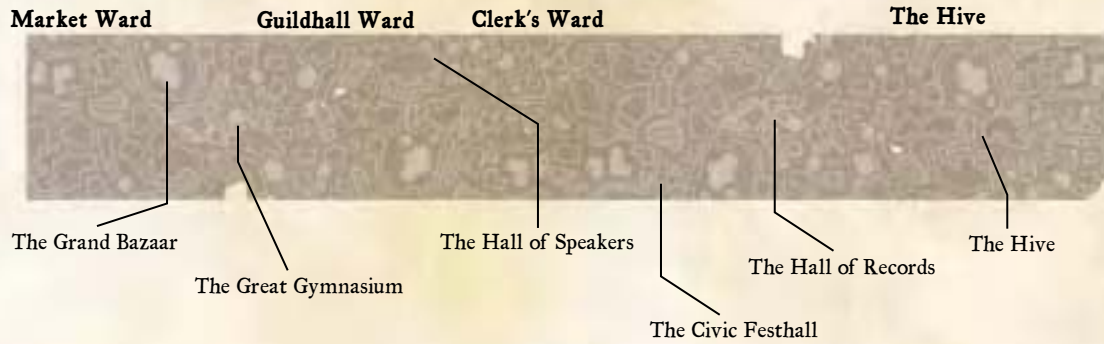 Market Ward
Guildhall Ward
Clerk's Ward
The Hive
The Grand Bazaar
The Great Gymnasium
The Hall of Speakers
The Civic Festhall
The Hall of Records
The Hive